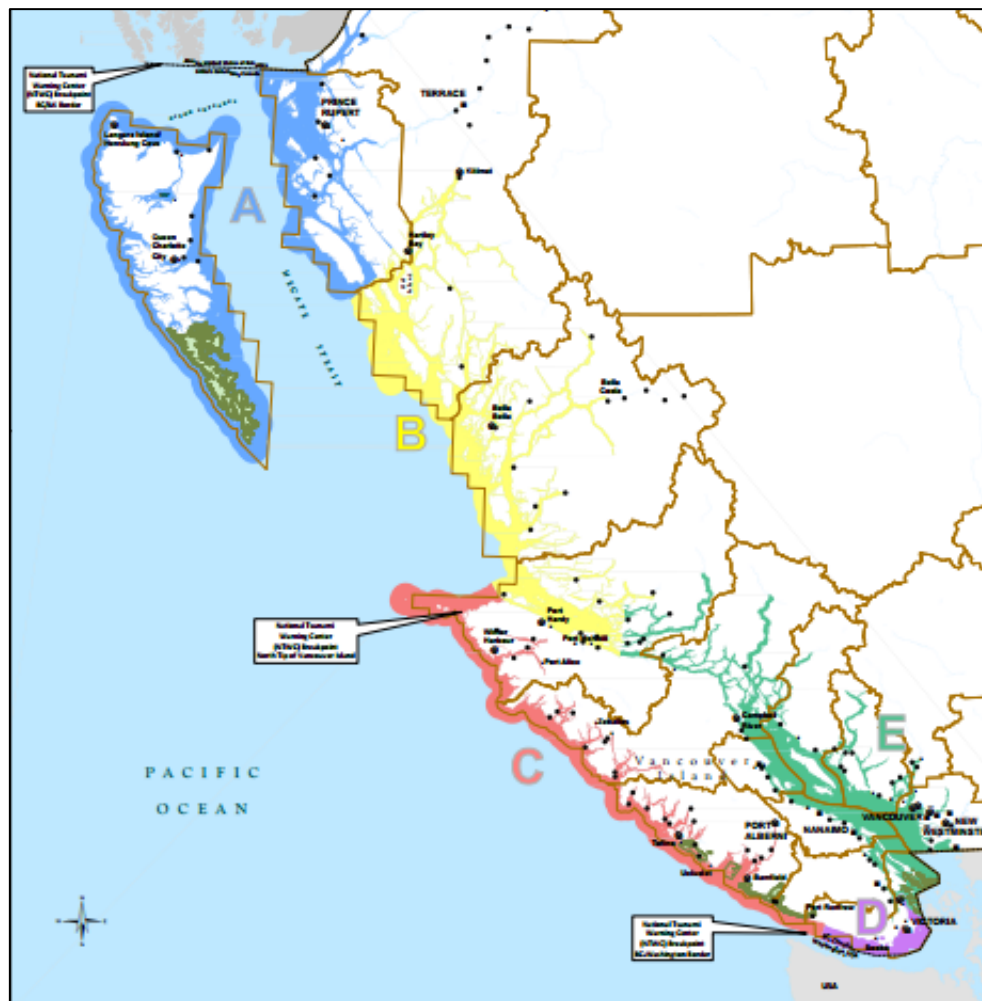 National Tsunami
Warning Center
(NTWC) Breakpoint
BC/AK Border
PRINCE
RUPERT
TERRACE
Langara Island
Kitimat
A
Hartley
Bay
Queen
Charlotte
City
HECATE
STRAIT
B
Bella
Bella
Bella
Coola
National Tsunami
Warning Center
(NTWC) Breakpoint
North Tip of Vancouver Island
Port
Hardy
Winter
Harbour
Port Alice
Zeballos
Campbell
River
E
C
Vancouver
Island
PACIFIC
OCEAN
VANCOUVER
NEW
WESTMINSTER
PORT
ALBERNI
NANAIMO
Tofino
Ucluelet
Bamfield
Port Renfrew
D
VICTORIA
Sooke
National Tsunami
Warning Center
(NTWC) Breakpoint
BC/Washington Border
USA